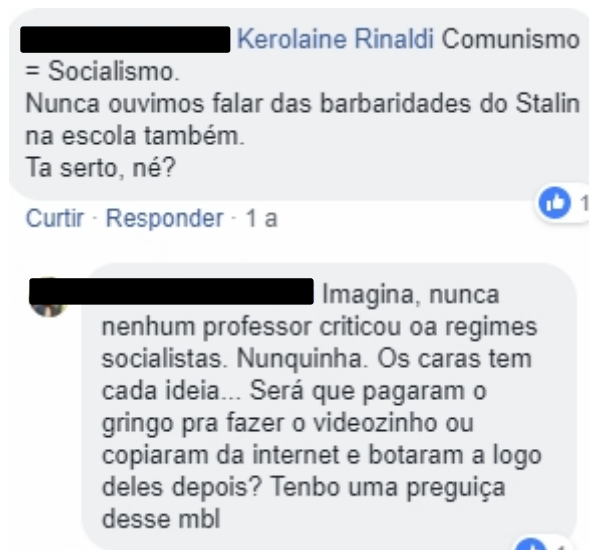 Kerolaine Rinaldi Comunismo
= Socialismo.
Nunca ouvimos falar das barbaridades do Stalin
na escola também.
Ta serto, né?
1
Curtir · Responder · 1 a
Imagina, nunca
nenhum professor criticou oa regimes
socialistas. Nunquinha. Os caras tem
cada ideia... Será que pagaram o
gringo pra fazer o videozinho ou
copiaram da internet e botaram a logo
deles depois? Tenbo uma preguiça
desse mbl